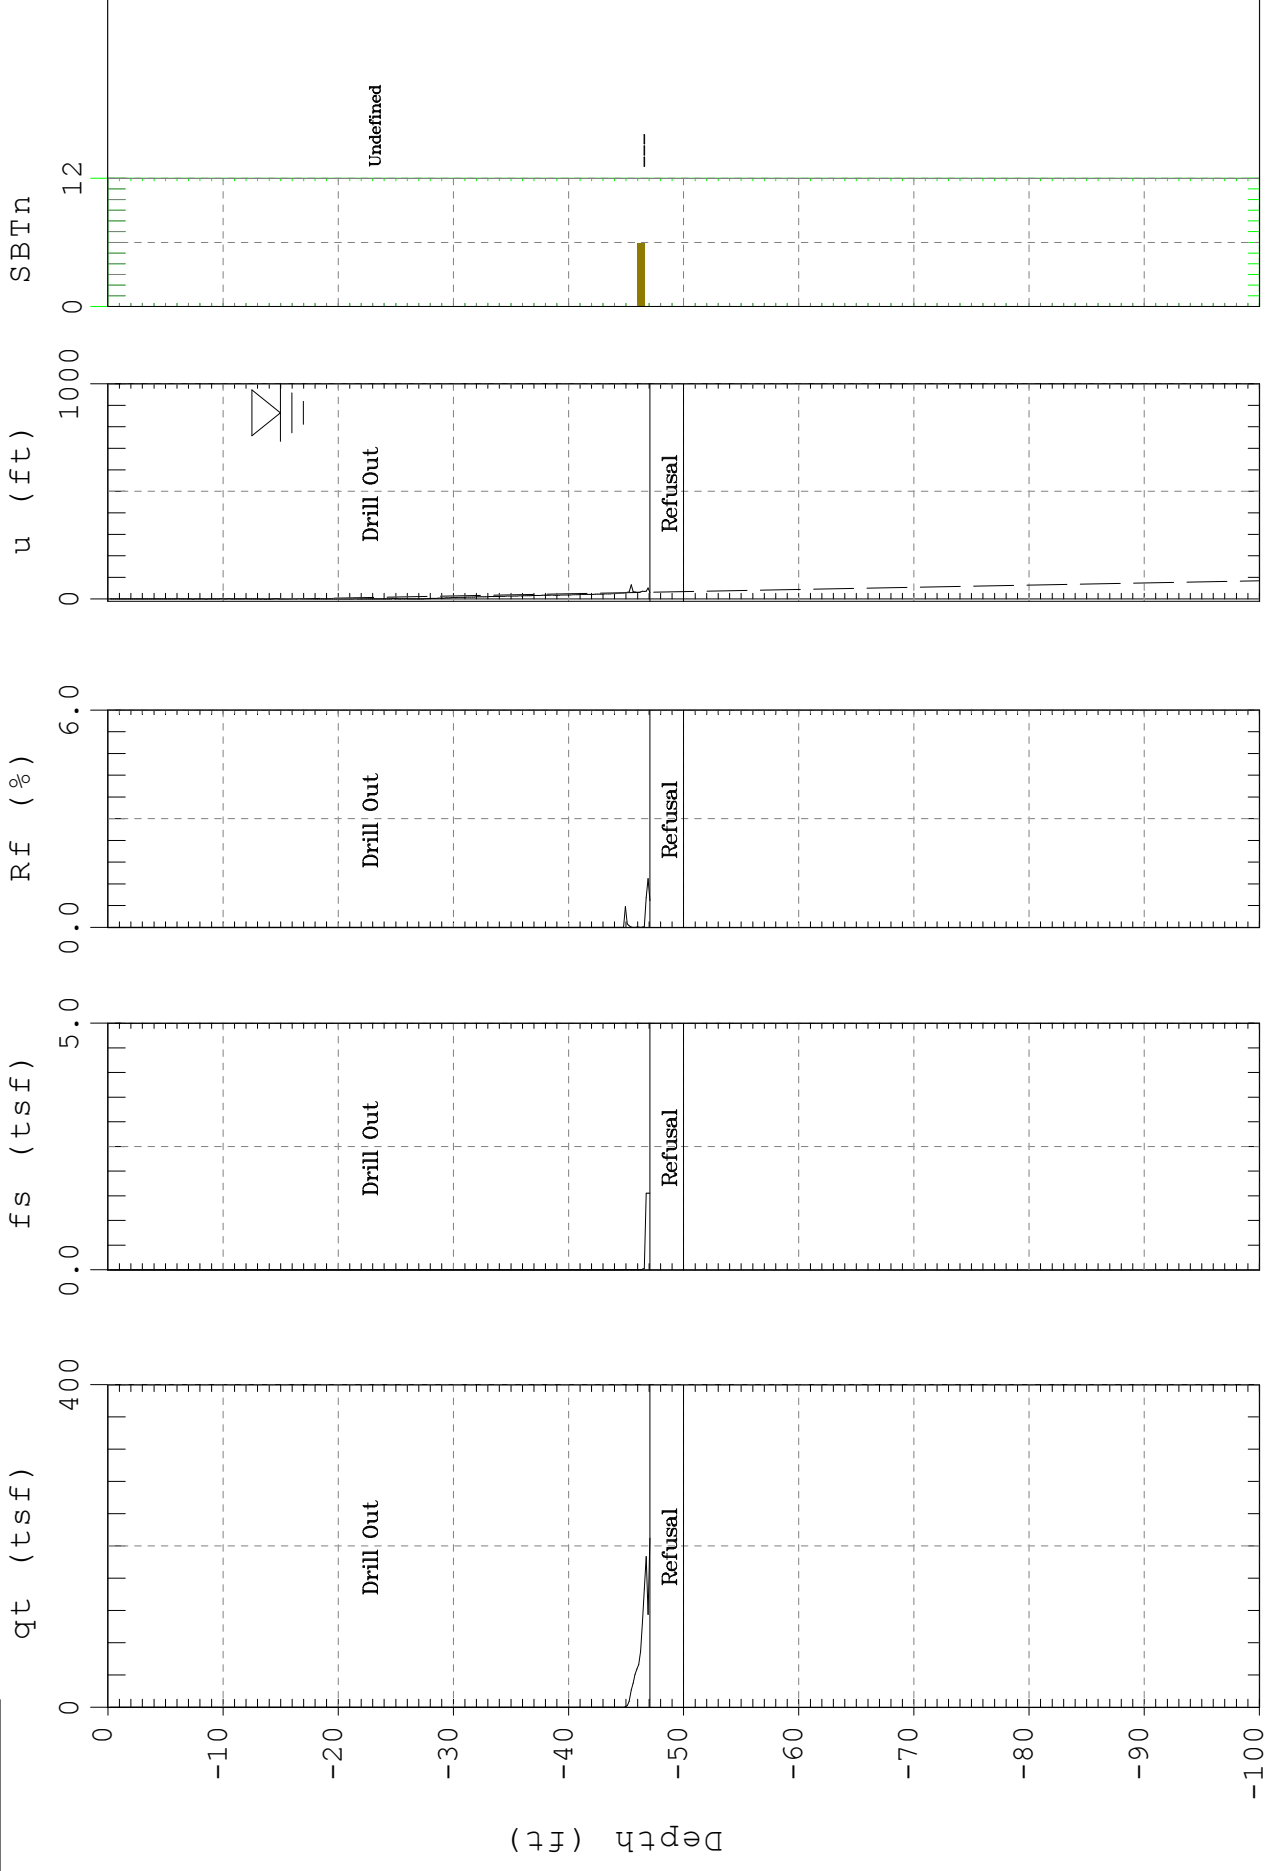 qt (tsf)
fs (tsf)
Rf (%)
u (ft)
SBTn
0
400
0.0
5.0
0.0
6.0
0
1000
0
12
0
-10
-20
-30
-40
-50
-60
-70
-80
-90
-100
Depth (ft)
Drill Out
Drill Out
Drill Out
Drill Out
Undefined
Refusal
Refusal
Refusal
Refusal